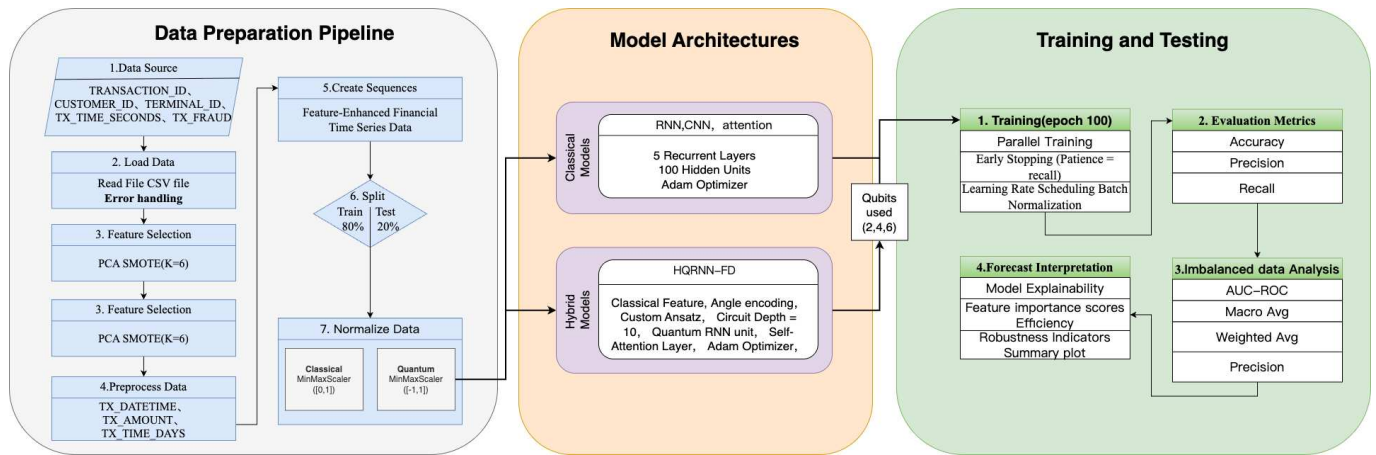 Data Preparation Pipeline
1.Data Source
TRANSACTION_ID、
CUSTOMER_ID、TERMINAL_ID、
TX_TIME_SECONDS、TX_FRAUD
2. Load Data
Read File CSV file
Error handling
3. Feature Selection
PCA SMOTE(K=6)
3. Feature Selection
PCA SMOTE(K=6)
4.Preprocess Data
TX_DATETIME、
TX_AMOUNT、
TX_TIME_DAYS
5.Create Sequences
Feature-Enhanced Financial
Time Series Data
6. Split
Train Test
80% 20%
7. Normalize Data
Classical
MinMaxScaler
([0,1])
Quantum
MinMaxScaler
([-1,1])
Model Architectures
Classical
Models
RNN,CNN, attention
5 Recurrent Layers
100 Hidden Units
Adam Optimizer
Hybrid
Models
HQRNN-FD
Classical Feature, Angle encoding,
Custom Ansatz, Circuit Depth =
10, Quantum RNN unit, Self-
Attention Layer, Adam Optimizer,
Qubits
used
(2,4,6)
Training and Testing
1. Training(epoch 100)
Parallel Training
Early Stopping (Patience =
recall)
Learning Rate Scheduling Batch
Normalization
2. Evaluation Metrics
Accuracy
Precision
Recall
3.Imbalanced data Analysis
AUC-ROC
Macro Avg
Weighted Avg
Precision
4.Forecast Interpretation
Model Explainability
Feature importance scores
Efficiency
Robustness Indicators
Summary plot